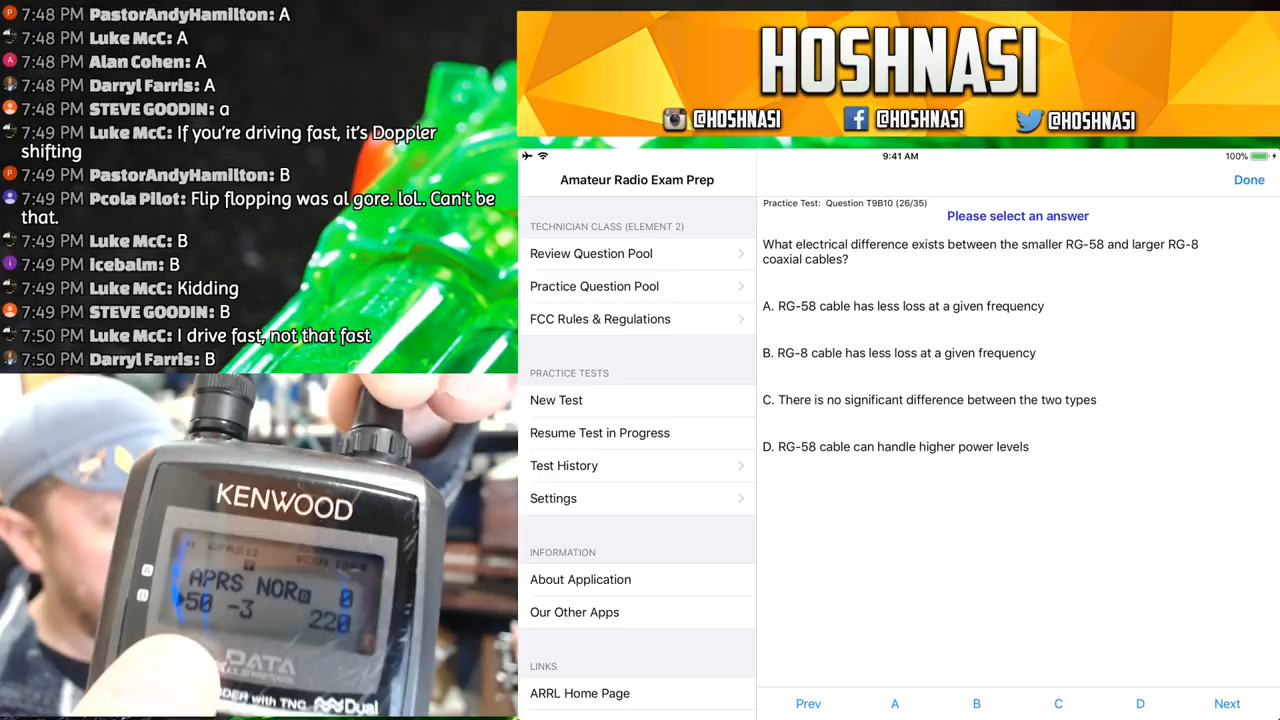 7:48 PM PastorAndyHamilton: A
7:48 PM Luke McC: A
7:48 PM Alan Cohen: A
7:48 PM Darryl Farris: A
7:48 PM STEVE GOODIN: a
7:49 PM Luke McC: If you're driving fast, it's Doppler
shifting
7:49 PM PastorAndyHamilton: B
7:49 PM Pcola Pilot: Flip flopping was al gore. lol.. Can't be
that.
7:49 PM Luke McC: B
7:49 PM icebalm: B
7:49 PM Luke McC: Kidding
7:49 PM STEVE GOODIN: B
7:50 PM Luke McC: I drive fast, not that fast
7:50 PM Darryl Farris: B
HOSHNASI
@HOSHNASI
@HOSHNASI
@HOSHNASI
9:41 AM
100%
Amateur Radio Exam Prep
Done
TECHNICIAN CLASS (ELEMENT 2)
Review Question Pool
Practice Question Pool
FCC Rules & Regulations
PRACTICE TESTS
New Test
Resume Test in Progress
Test History
Settings
INFORMATION
About Application
Our Other Apps
LINKS
ARRL Home Page
Practice Test: Question T9B10 (26/35)
Please select an answer
What electrical difference exists between the smaller RG-58 and larger RG-8
coaxial cables?
A. RG-58 cable has less loss at a given frequency
B. RG-8 cable has less loss at a given frequency
C. There is no significant difference between the two types
D. RG-58 cable can handle higher power levels
Prev
A
B
C
D
Next
KENWOOD
APRS NOR 0
50 -3 220
A
B
DATA
with TNC Dual